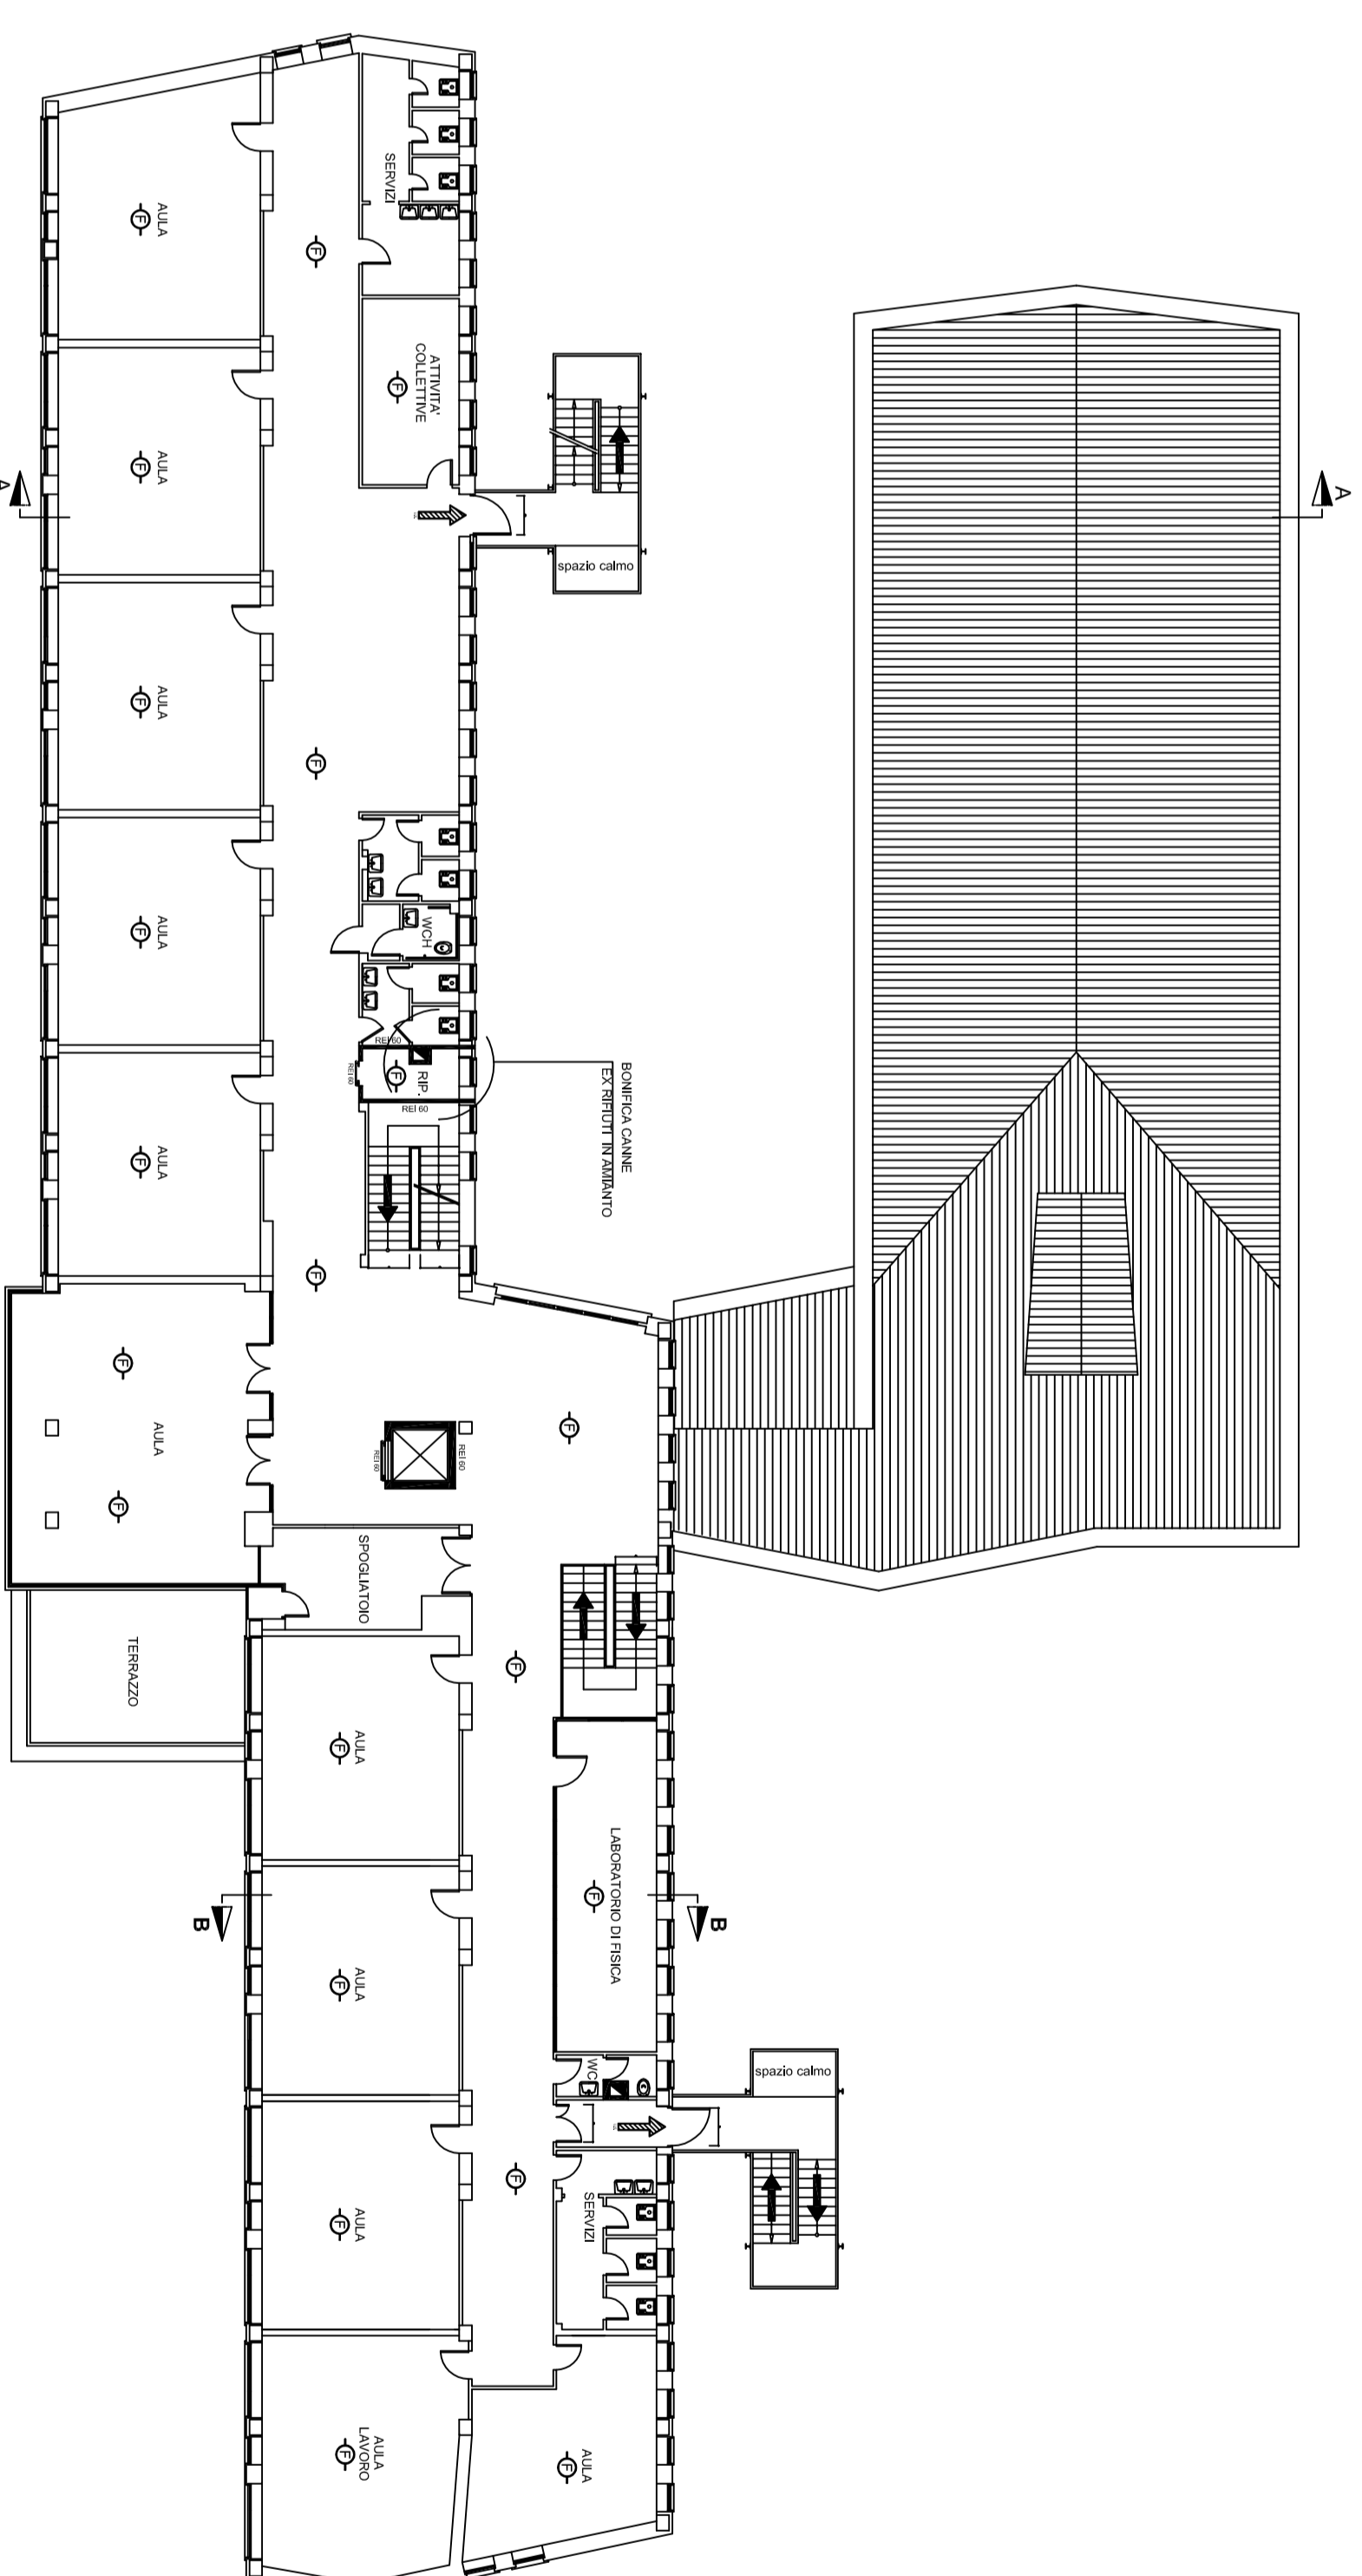 SERVIZI
AULA
F
F
ATTIVITA'
COLLETTIVE
F
A
AULA
F
A
spazio calmo
AULA
F
F
AULA
F
WCH
REI 60
REI 60
RIP.
F
REI 60
BONIFICA CANNE
EX RIFIUTI IN AMIANTO
AULA
F
F
F
AULA
F
F
REI 60
REI 60
SPOGLIATOIO
TERRAZZO
F
AULA
F
LABORATORIO DI FISICA
F
B
B
AULA
F
WC
spazio calmo
F
SERVIZI
AULA
F
AULA
LAVORO
F
AULA
F